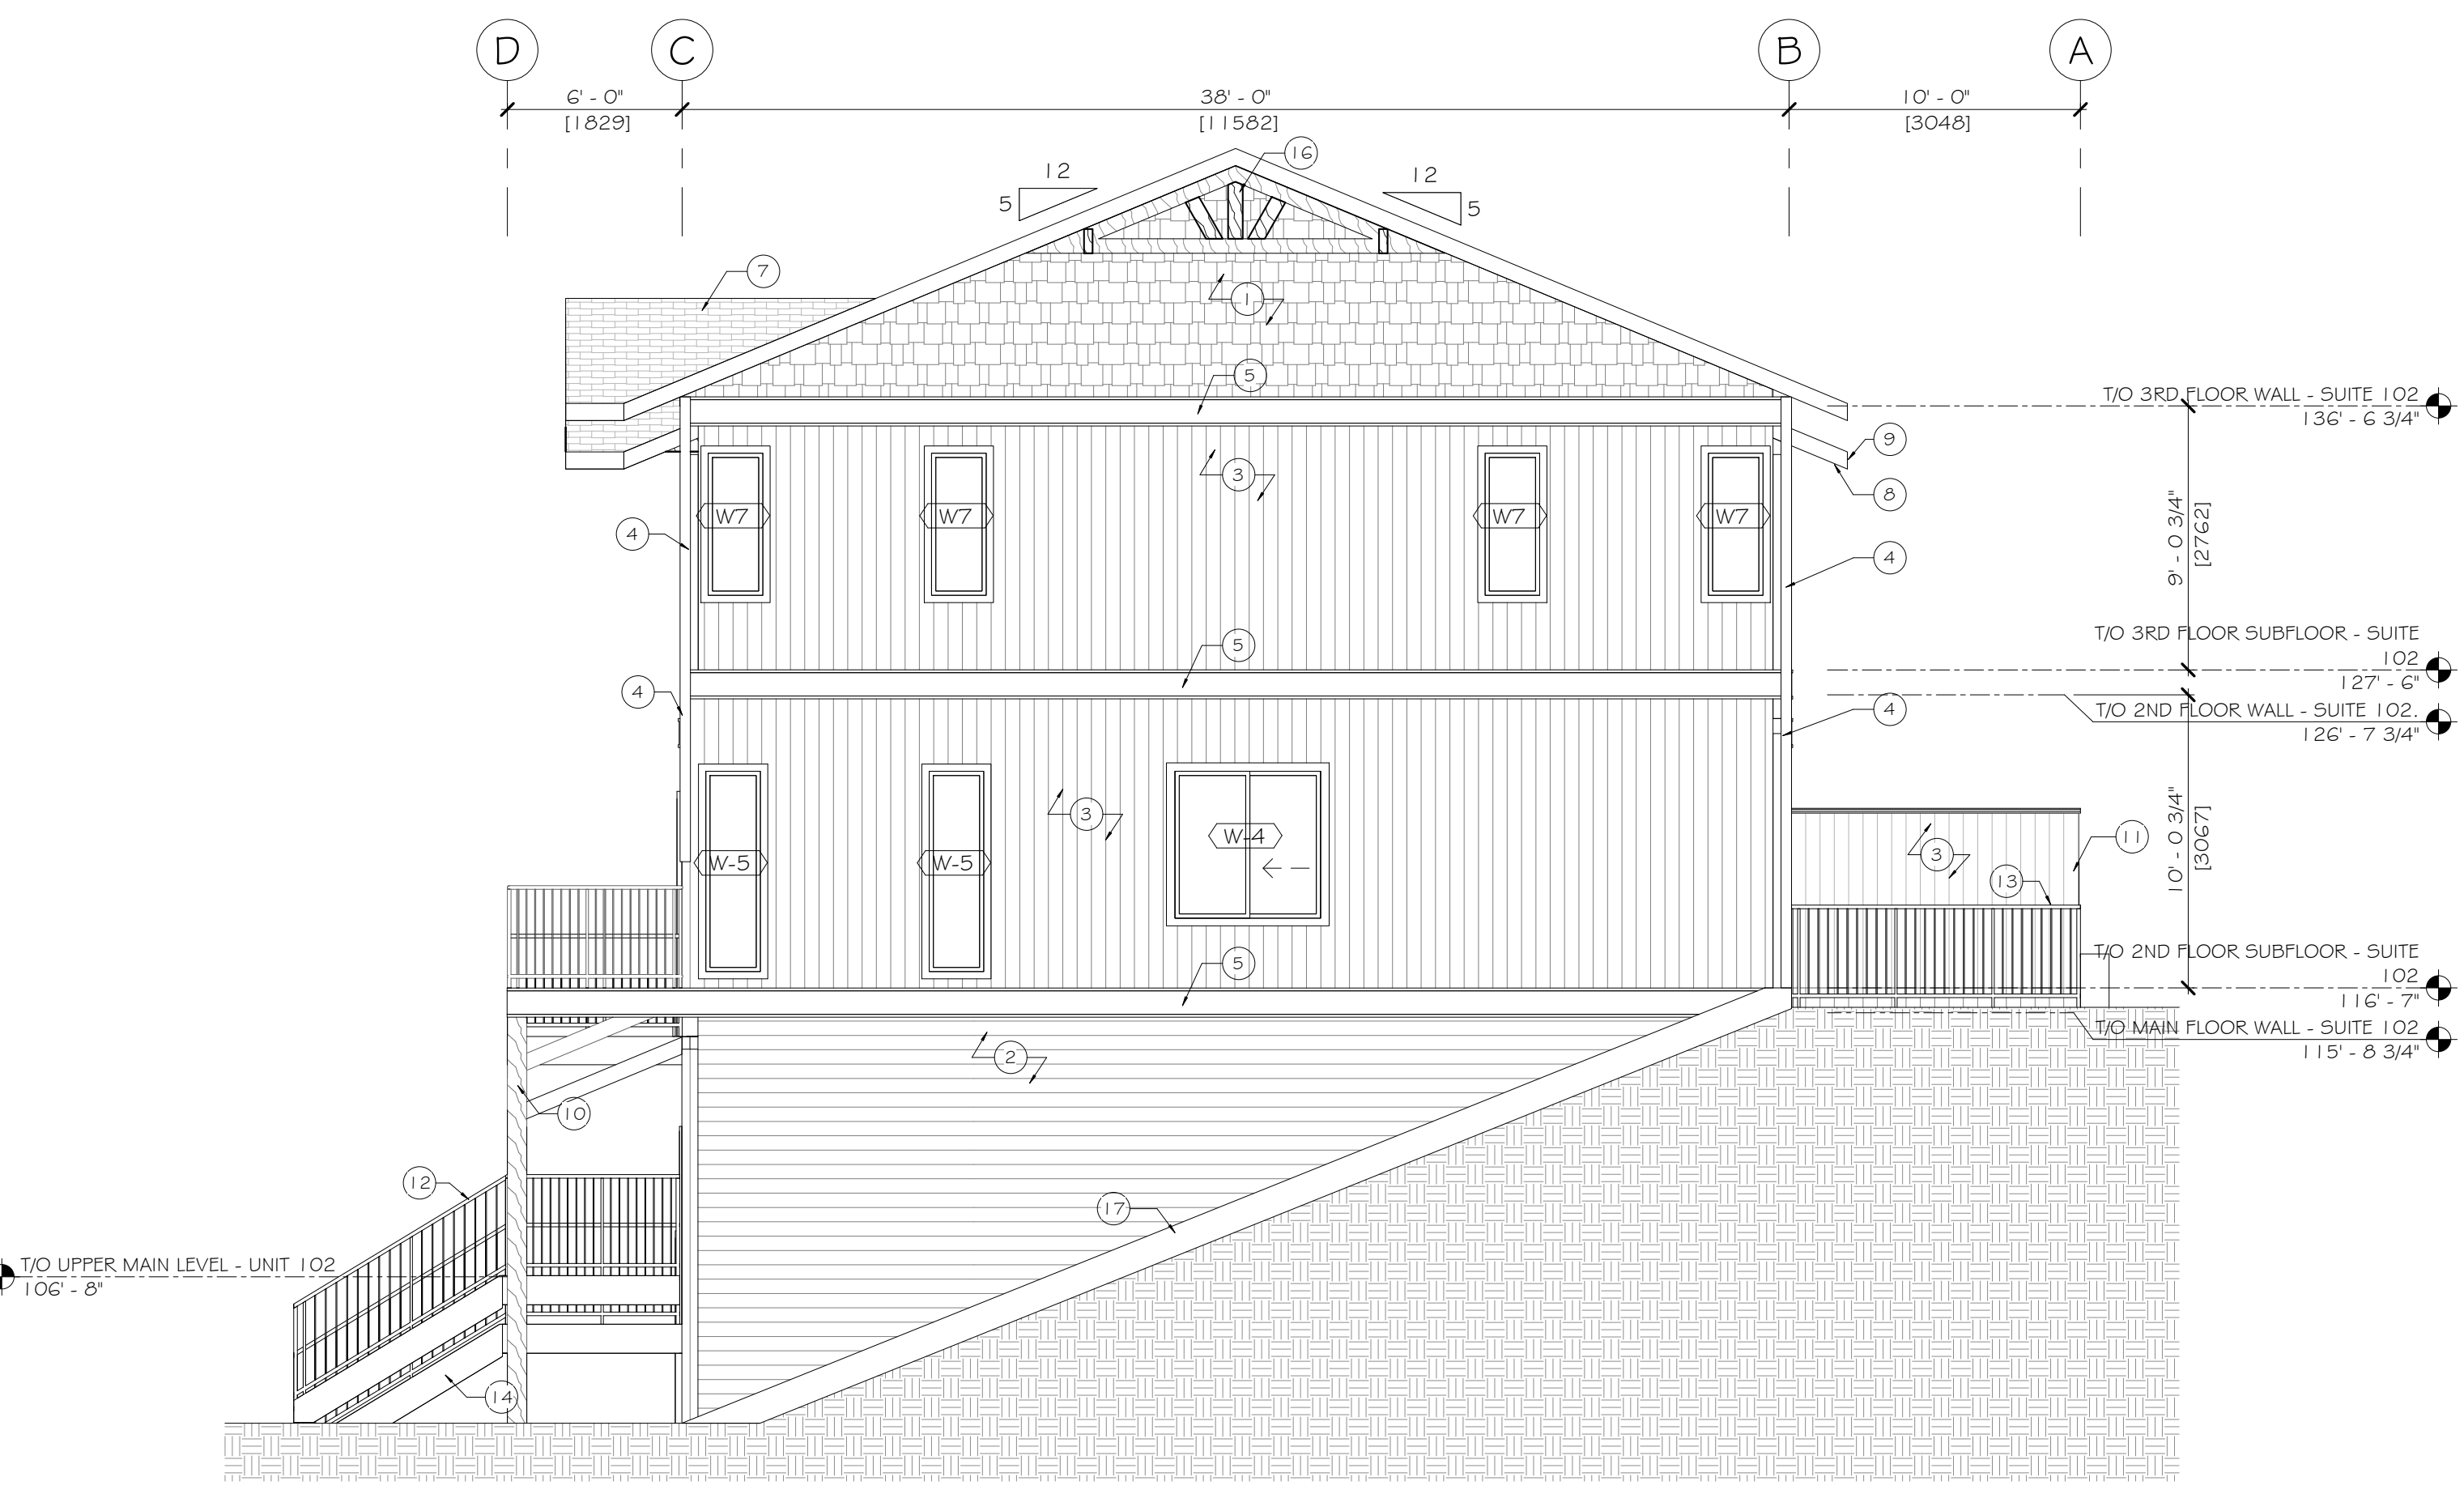 D C B A
6' - 0" 38' - 0" 10' - 0"
[1829] [11582] [3048]
16
12 12
5 5
7
1
5
T/O 3RD FLOOR WALL - SUITE 102
136' - 6 3/4"
9
3
8
W7 W7 W7 W7
4
4
9' - 0 3/4"
[2762]
T/O 3RD FLOOR SUBFLOOR - SUITE
102
127' - 6"
5
4
4
T/O 2ND FLOOR WALL - SUITE 102.
126' - 7 3/4"
3
W-4
W-5 W-5
3
11
13
10' - 0 3/4"
[3067]
5
T/O 2ND FLOOR SUBFLOOR - SUITE
102
116' - 7"
T/O MAIN FLOOR WALL - SUITE 102
115' - 8 3/4"
2
10
12
17
T/O UPPER MAIN LEVEL - UNIT 102
106' - 8"
14